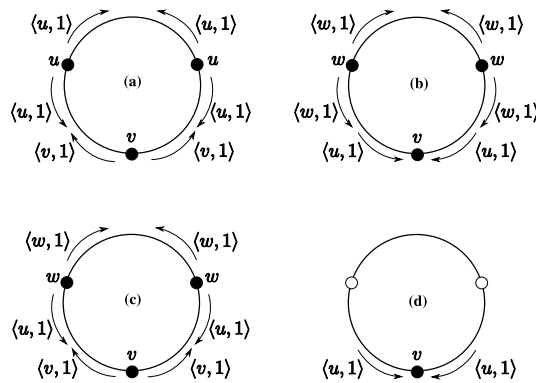 ⟨u, 1⟩ ⟨u, 1⟩ ⟨w, 1⟩ ⟨w, 1⟩
u (a) u w (b) w
⟨u, 1⟩ ⟨u, 1⟩ ⟨w, 1⟩ ⟨w, 1⟩
⟨v, 1⟩ v ⟨v, 1⟩ ⟨u, 1⟩ v ⟨u, 1⟩
⟨w, 1⟩ ⟨w, 1⟩
w (c) w (d)
⟨u, 1⟩ ⟨u, 1⟩
⟨v, 1⟩ v ⟨v, 1⟩ ⟨u, 1⟩ v ⟨u, 1⟩